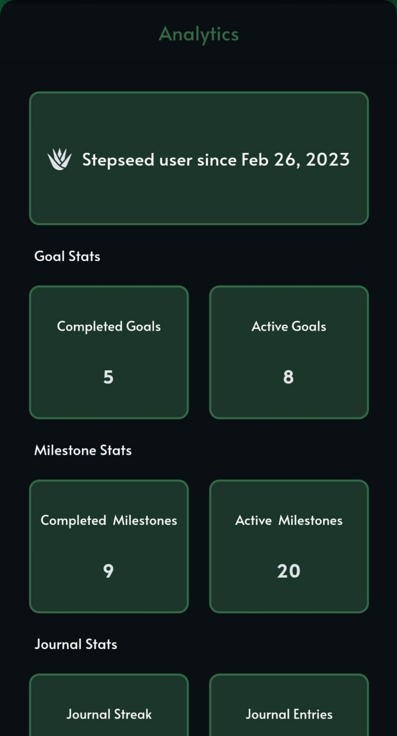 Analytics
Stepseed user since Feb 26, 2023
Goal Stats
Completed Goals
Active Goals
5
8
Milestone Stats
Completed Milestones
Active Milestones
9
20
Journal Stats
Journal Streak
Journal Entries